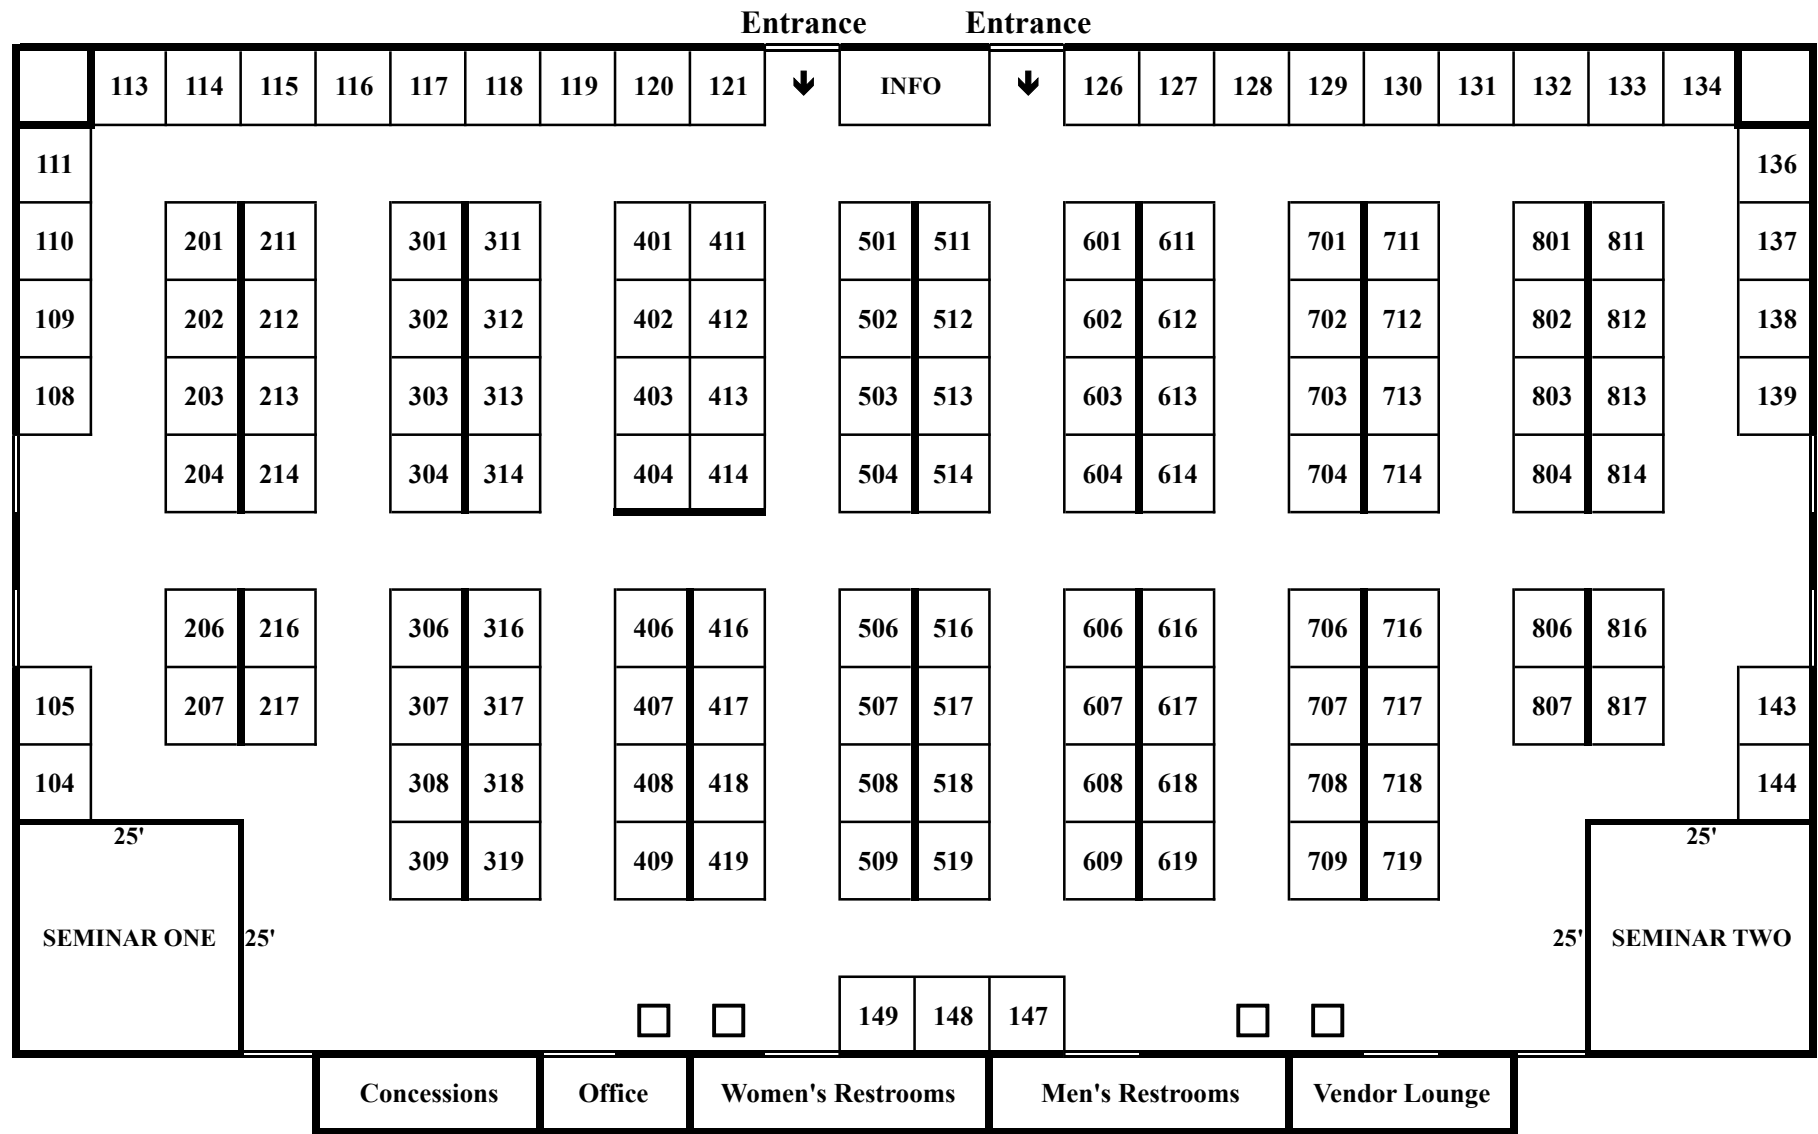 Entrance Entrance
113 114 115 116 117 118 119 120 121 INFO 126 127 128 129 130 131 132 133 134
111 136
110 201 211 301 311 401 411 501 511 601 611 701 711 801 811 137
109 202 212 302 312 402 412 502 512 602 612 702 712 802 812 138
108 203 213 303 313 403 413 503 513 603 613 703 713 803 813 139
204 214 304 314 404 414 504 514 604 614 704 714 804 814
206 216 306 316 406 416 506 516 606 616 706 716 806 816
105 207 217 307 317 407 417 507 517 607 617 707 717 807 817 143
104 308 318 408 418 508 518 608 618 708 718 144
25' 25'
309 319 409 419 509 519 609 619 709 719
SEMINAR ONE 25' 25' SEMINAR TWO
149 148 147
Concessions Office Women's Restrooms Men's Restrooms Vendor Lounge